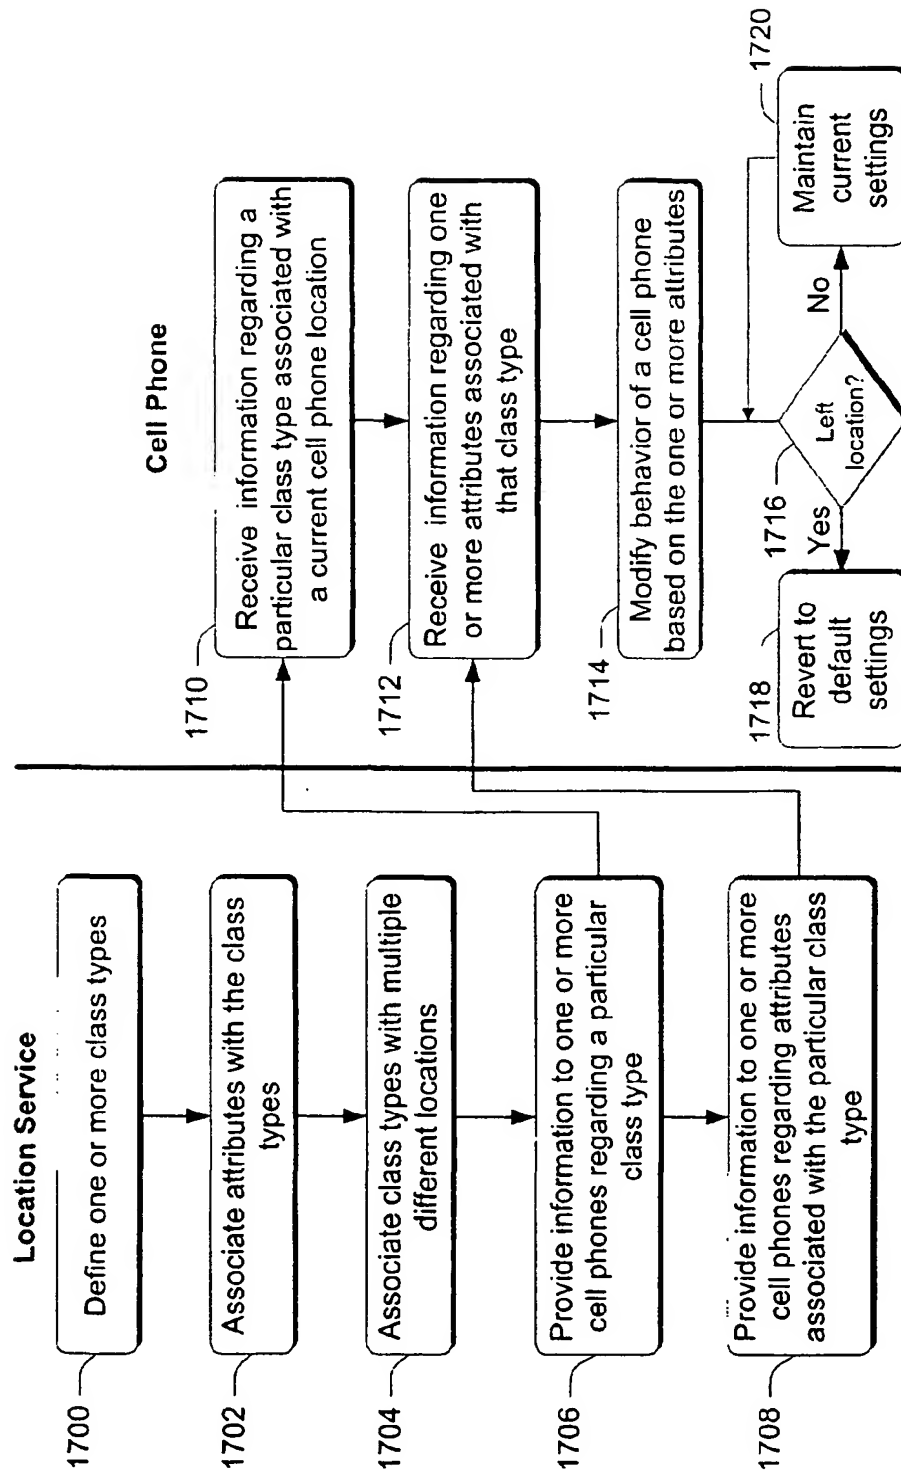 Location Service
1700
Define one or more class types
1702
Associate attributes with the class
types
1704
Associate class types with multiple
different locations
1706
Provide information to one or more
cell phones regarding a particular
class type
1708
Provide information to one or more
cell phones regarding attributes
associated with the particular class
type
Cell Phone
1710
Receive information regarding a
particular class type associated with
a current cell phone location
1712
Receive information regarding one
or more attributes associated with
that class type
1714
Modify behavior of a cell phone
based on the one or more attributes
1716
Left
location?
Yes
No
1718
Revert to
default
settings
1720
Maintain
current
settings